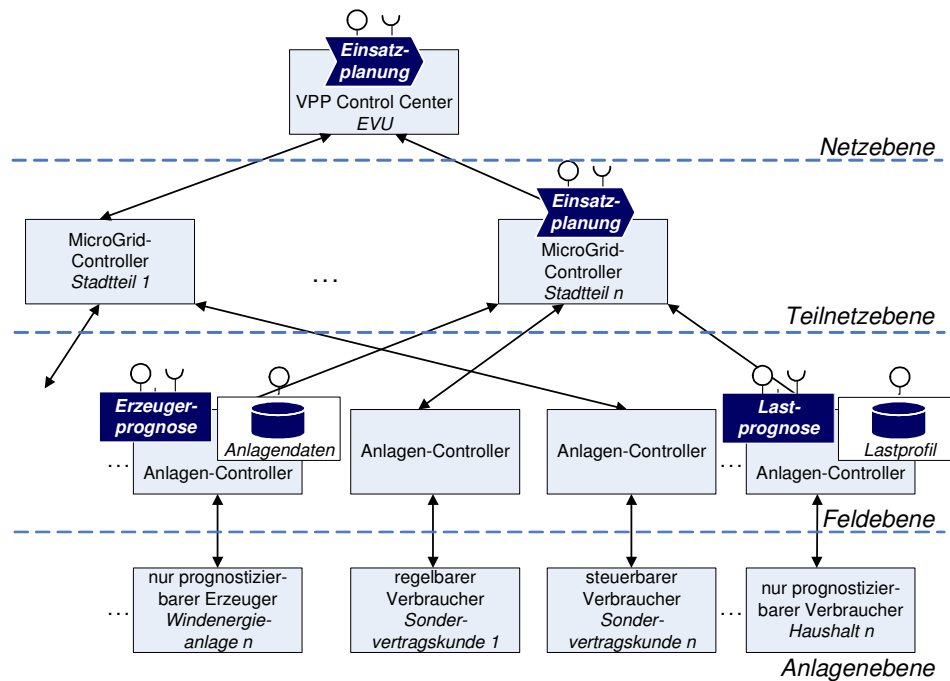 Einsatz-
planung
VPP Control Center
EVU
Netzebene
Einsatz-
planung
MicroGrid-
Controller
Stadtteil 1
...
MicroGrid-
Controller
Stadtteil n
Teilnetzebene
Erzeuger-
prognose
Anlagendaten
... Anlagen-Controller
Anlagen-Controller
Anlagen-Controller
Last-
prognose
Lastprofil
... Anlagen-Controller
Feldebene
nur prognostizier-
barer Erzeuger
... Windenergie-
anlage n
regelbarer
Verbraucher
Sonder-
vertragskunde 1
steuerbarer
Verbraucher
Sonder-
vertragskunde n
nur prognostizier-
... barer Verbraucher
Haushalt n
Anlagenebene